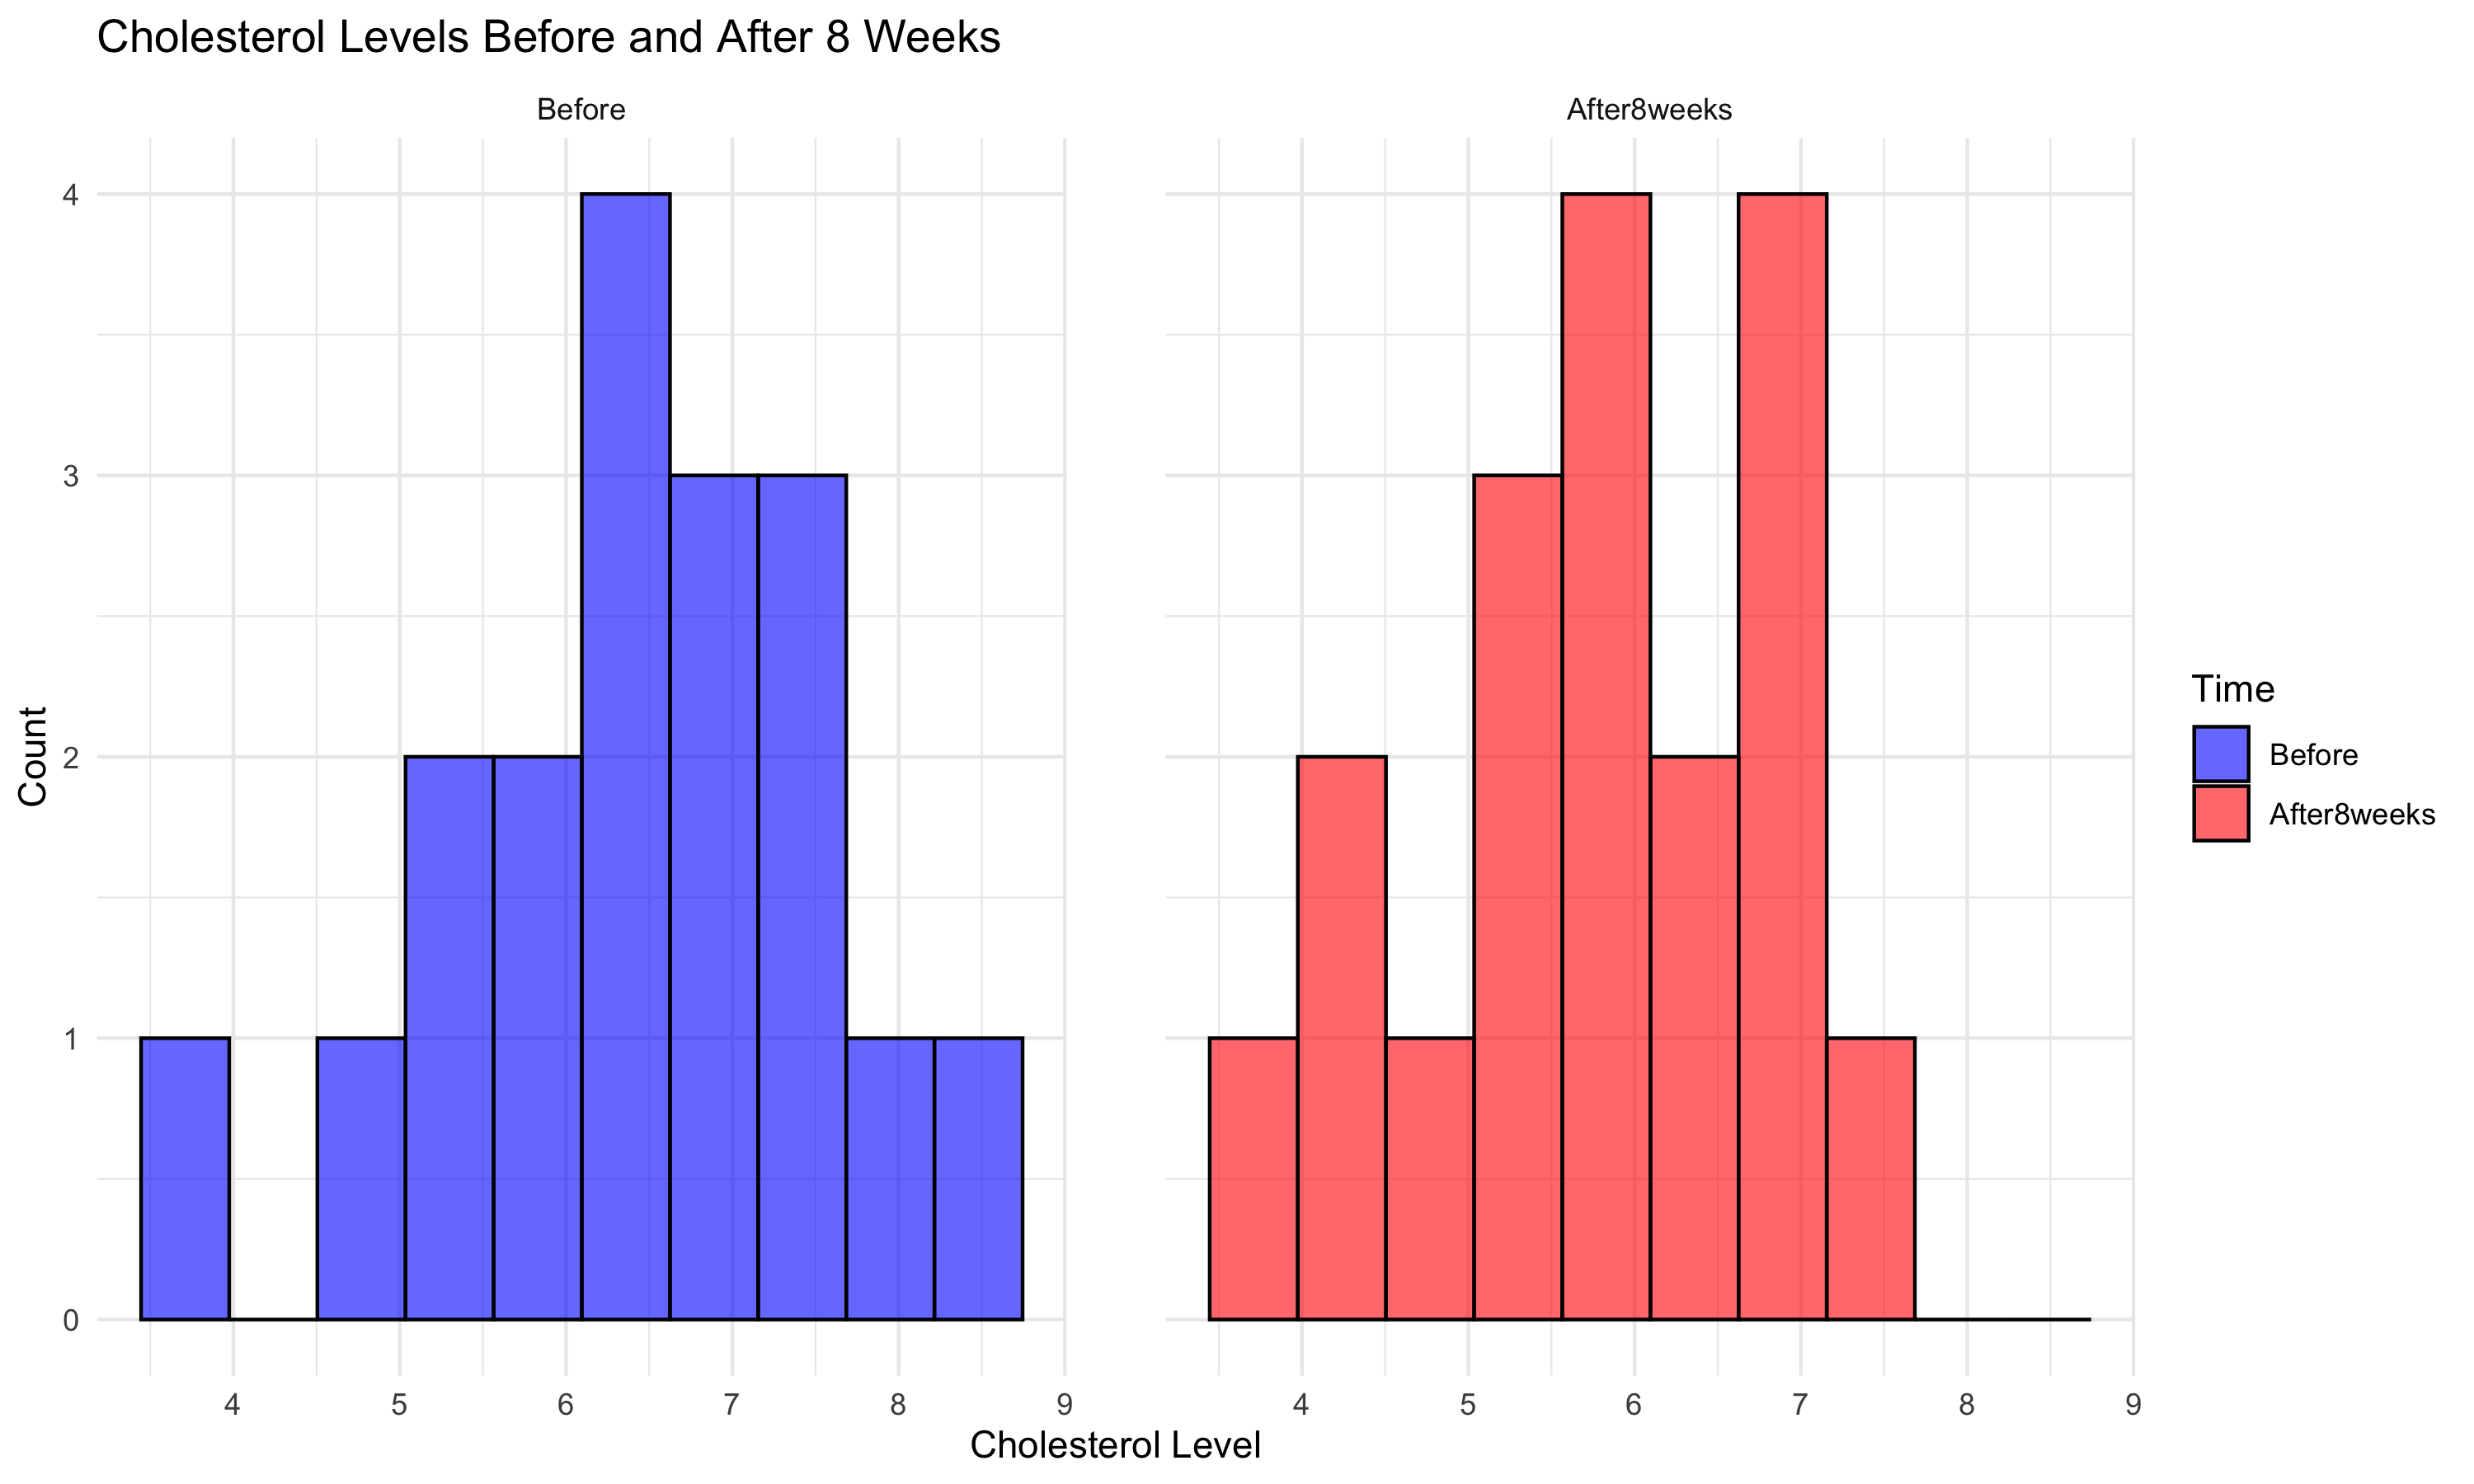 Cholesterol Levels Before and After 8 Weeks
Before
After8weeks
Count
4
3
2
1
0
4 5 6 7 8 9
4 5 6 7 8 9
Cholesterol Level
Time
Before
After8weeks